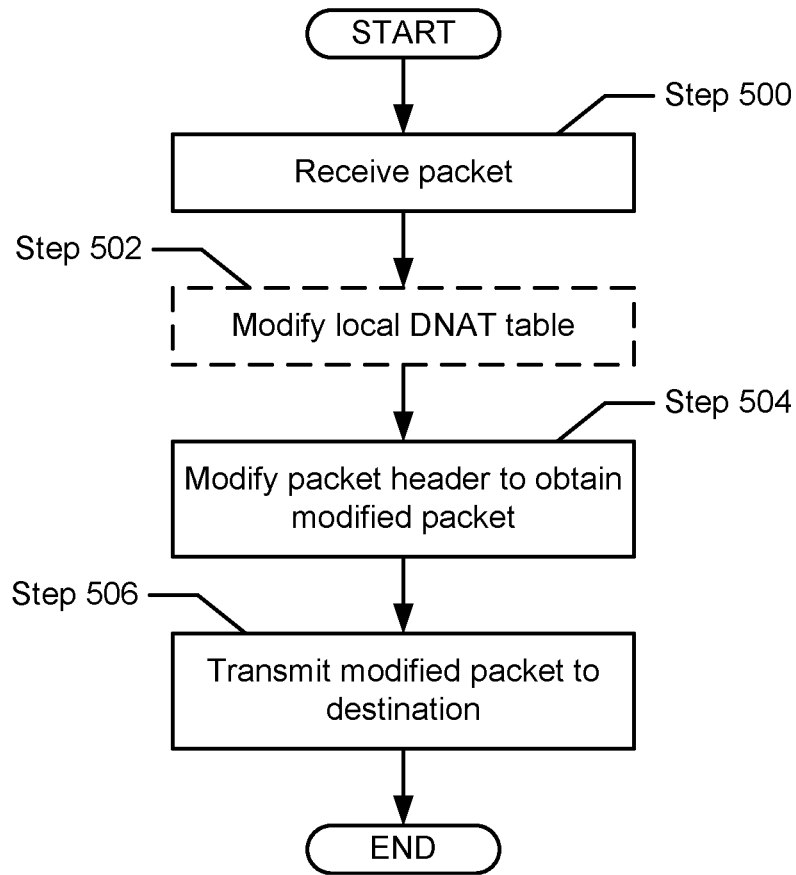 START
Step 500
Receive packet
Step 502
Modify local DNAT table
Step 504
Modify packet header to obtain
modified packet
Step 506
Transmit modified packet to
destination
END